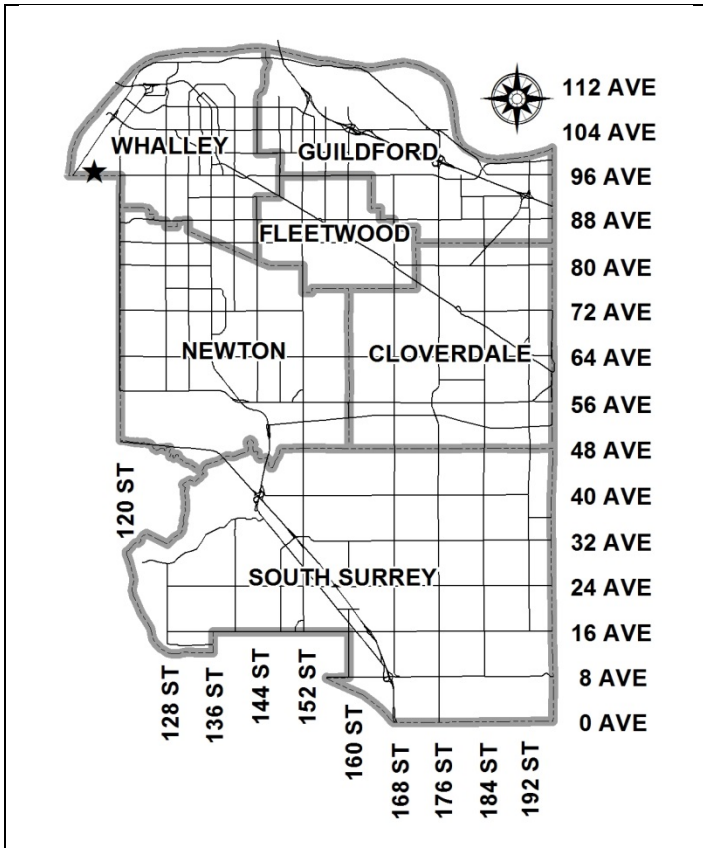 112 AVE
104 AVE
WHALLEY
GUILDFORD
96 AVE
88 AVE
FLEETWOOD
80 AVE
72 AVE
NEWTON
CLOVERDALE
64 AVE
56 AVE
48 AVE
120 ST
40 AVE
32 AVE
SOUTH SURREY
24 AVE
16 AVE
128 ST
136 ST
144 ST
152 ST
160 ST
8 AVE
0 AVE
168 ST
176 ST
184 ST
192 ST